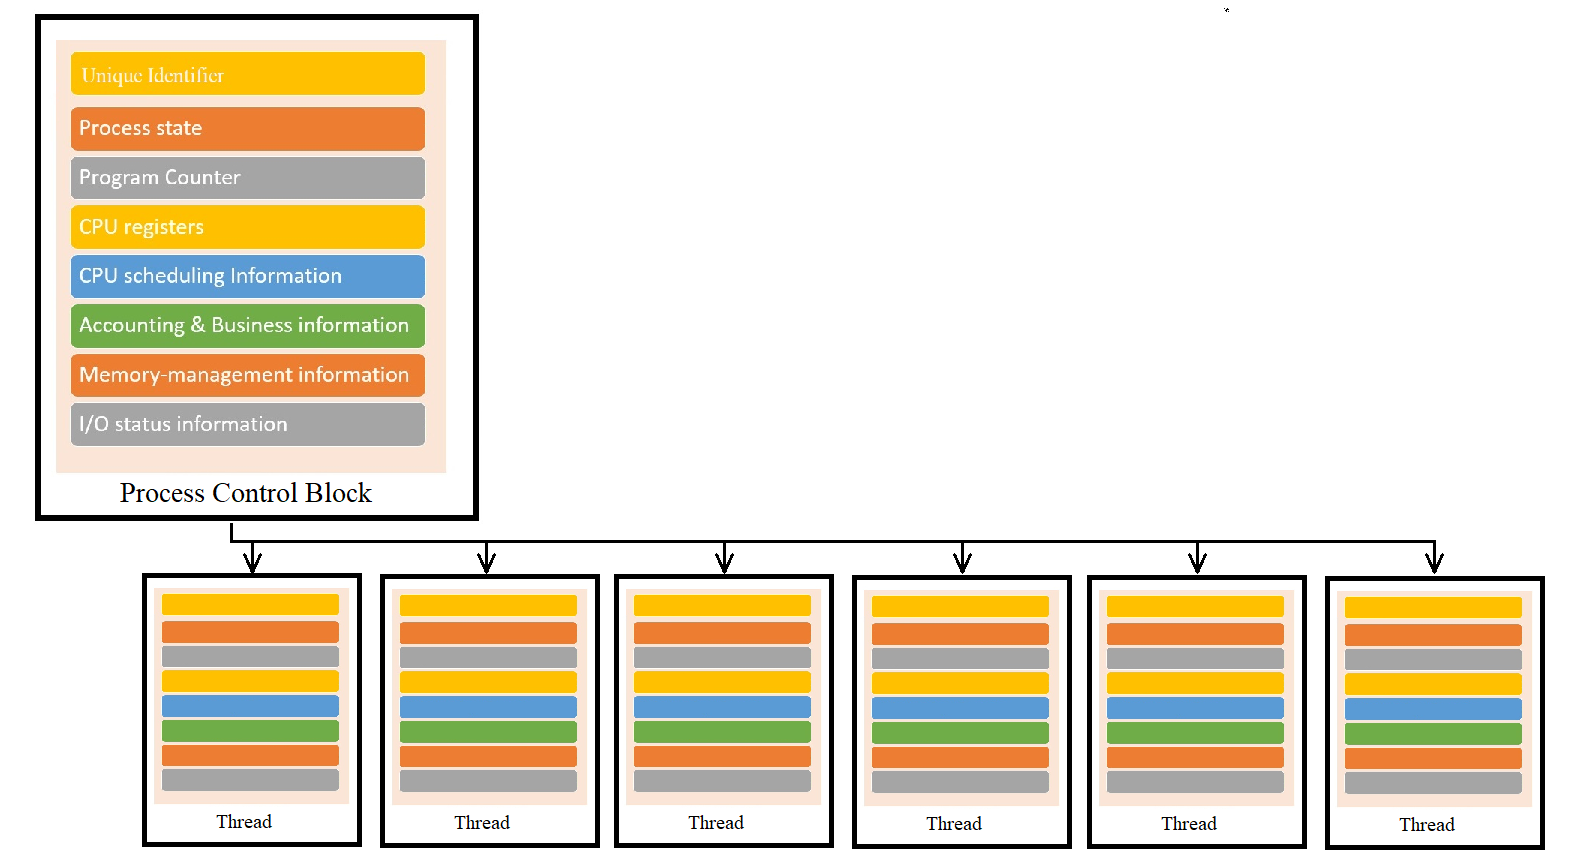 Unique Identifier
Process state
Program Counter
CPU registers
CPU scheduling Information
Accounting & Business information
Memory-management information
I/O status information
Process Control Block
Thread
Thread
Thread
Thread
Thread
Thread